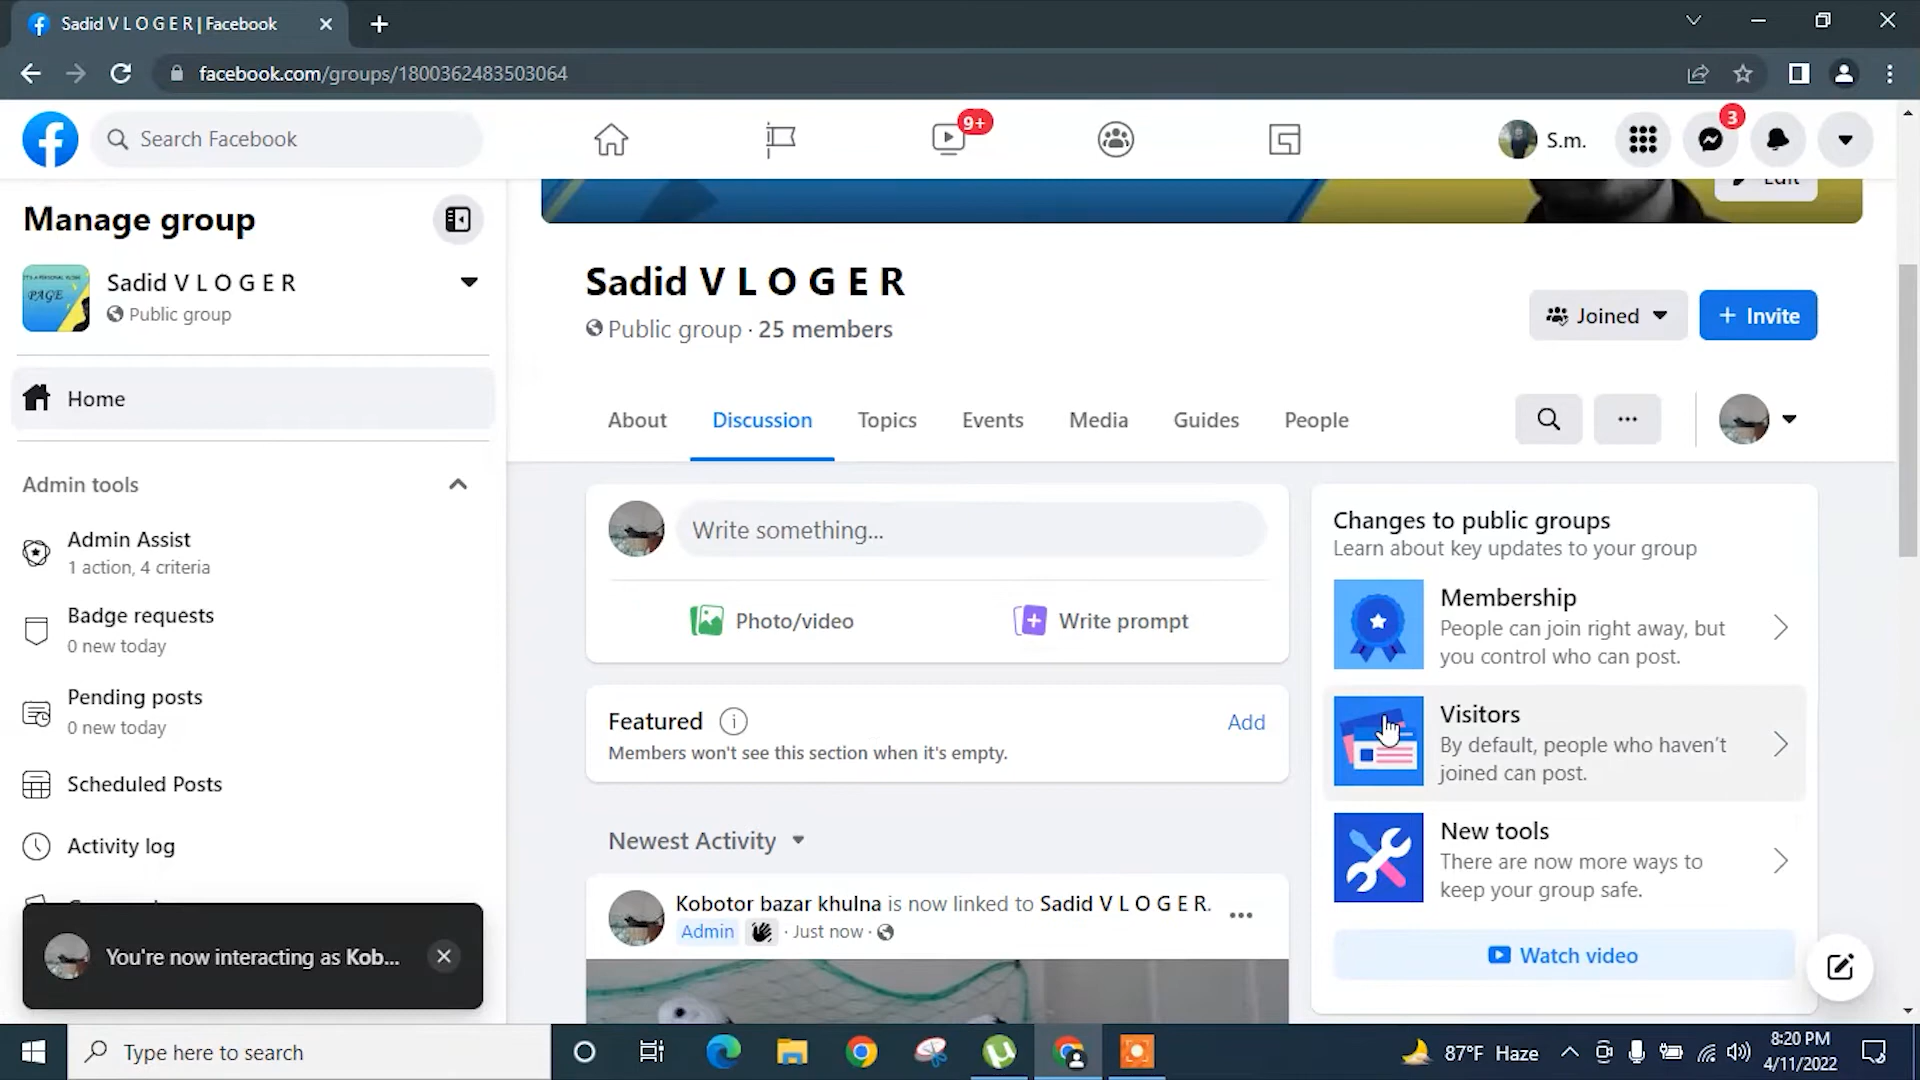 Sadid V L O G E R | Facebook
facebook.com/groups/1800362483503064
Search Facebook
9+
S.m.
3
Manage group
Sadid V L O G E R
Public group
Home
Admin tools
Admin Assist
1 action, 4 criteria
Badge requests
0 new today
Pending posts
0 new today
Scheduled Posts
Activity log
You're now interacting as Kob...
Edit
Sadid V L O G E R
Public group · 25 members
Joined
+ Invite
About
Discussion
Topics
Events
Media
Guides
People
Write something...
Photo/video
Write prompt
Featured
Add
Members won't see this section when it's empty.
Newest Activity
Kobotor bazar khulna is now linked to Sadid V L O G E R.
Admin · Just now ·
Changes to public groups
Learn about key updates to your group
Membership
People can join right away, but
you control who can post.
Visitors
By default, people who haven't
joined can post.
New tools
There are now more ways to
keep your group safe.
Watch video
PAGE
Type here to search
87°F Haze
8:20 PM
4/11/2022